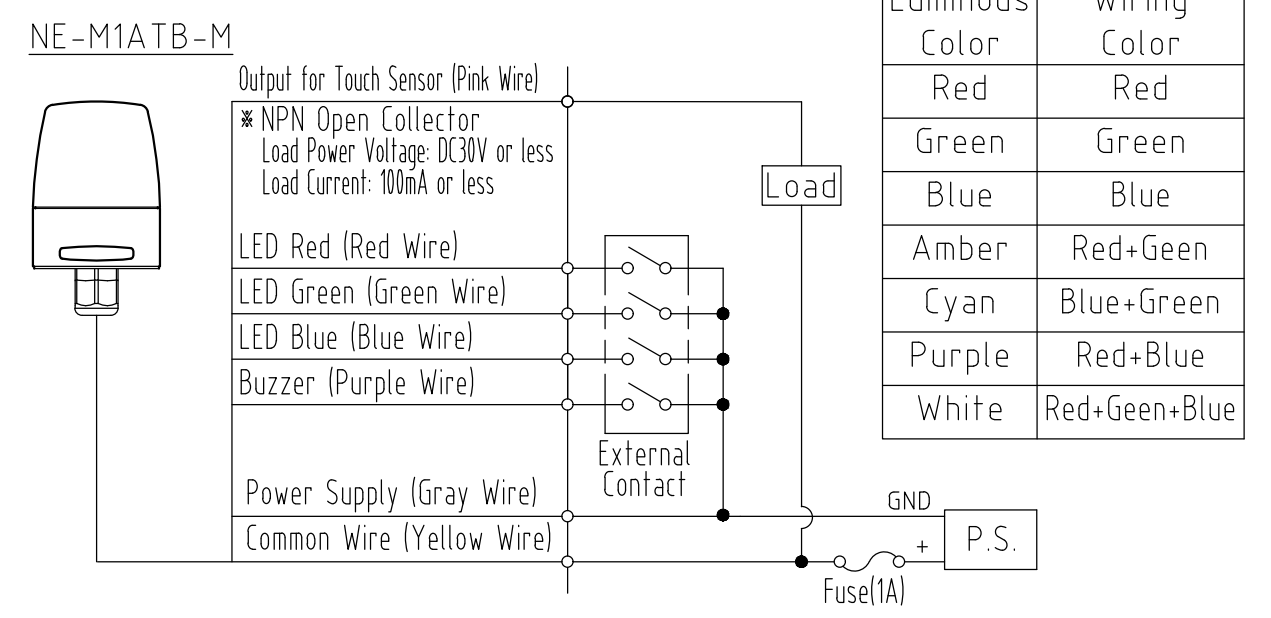 NE-M1ATB-M
Output for Touch Sensor (Pink Wire)
※ NPN Open Collector
Load Power Voltage: DC30V or less
Load Current: 100mA or less
LED Red (Red Wire)
LED Green (Green Wire)
LED Blue (Blue Wire)
Buzzer (Purple Wire)
External
Contact
Power Supply (Gray Wire)
Common Wire (Yellow Wire)
Load
GND
+
P.S.
Fuse(1A)
Luminous Wiring
Color Color
Red Red
Green Green
Blue Blue
Amber Red+Geen
Cyan Blue+Green
Purple Red+Blue
White Red+Geen+Blue